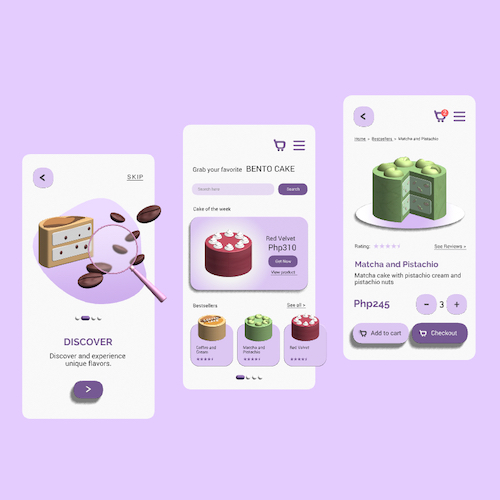 SKIP
DISCOVER
Discover and experience
unique flavors.
Grab your favorite BENTO CAKE
Search here
Search
Cake of the week
Red Velvet
Php310
Get Now
View product
Bestsellers
See all >
Coffee and
Cream
Matcha and
Pistachio
Red Velvet
Home > Bestsellers > Matcha and Pistachio
Rating:
See Reviews >
Matcha and Pistachio
Matcha cake with pistachio cream and
pistachio nuts
Php245
- 3 +
Add to cart
Checkout